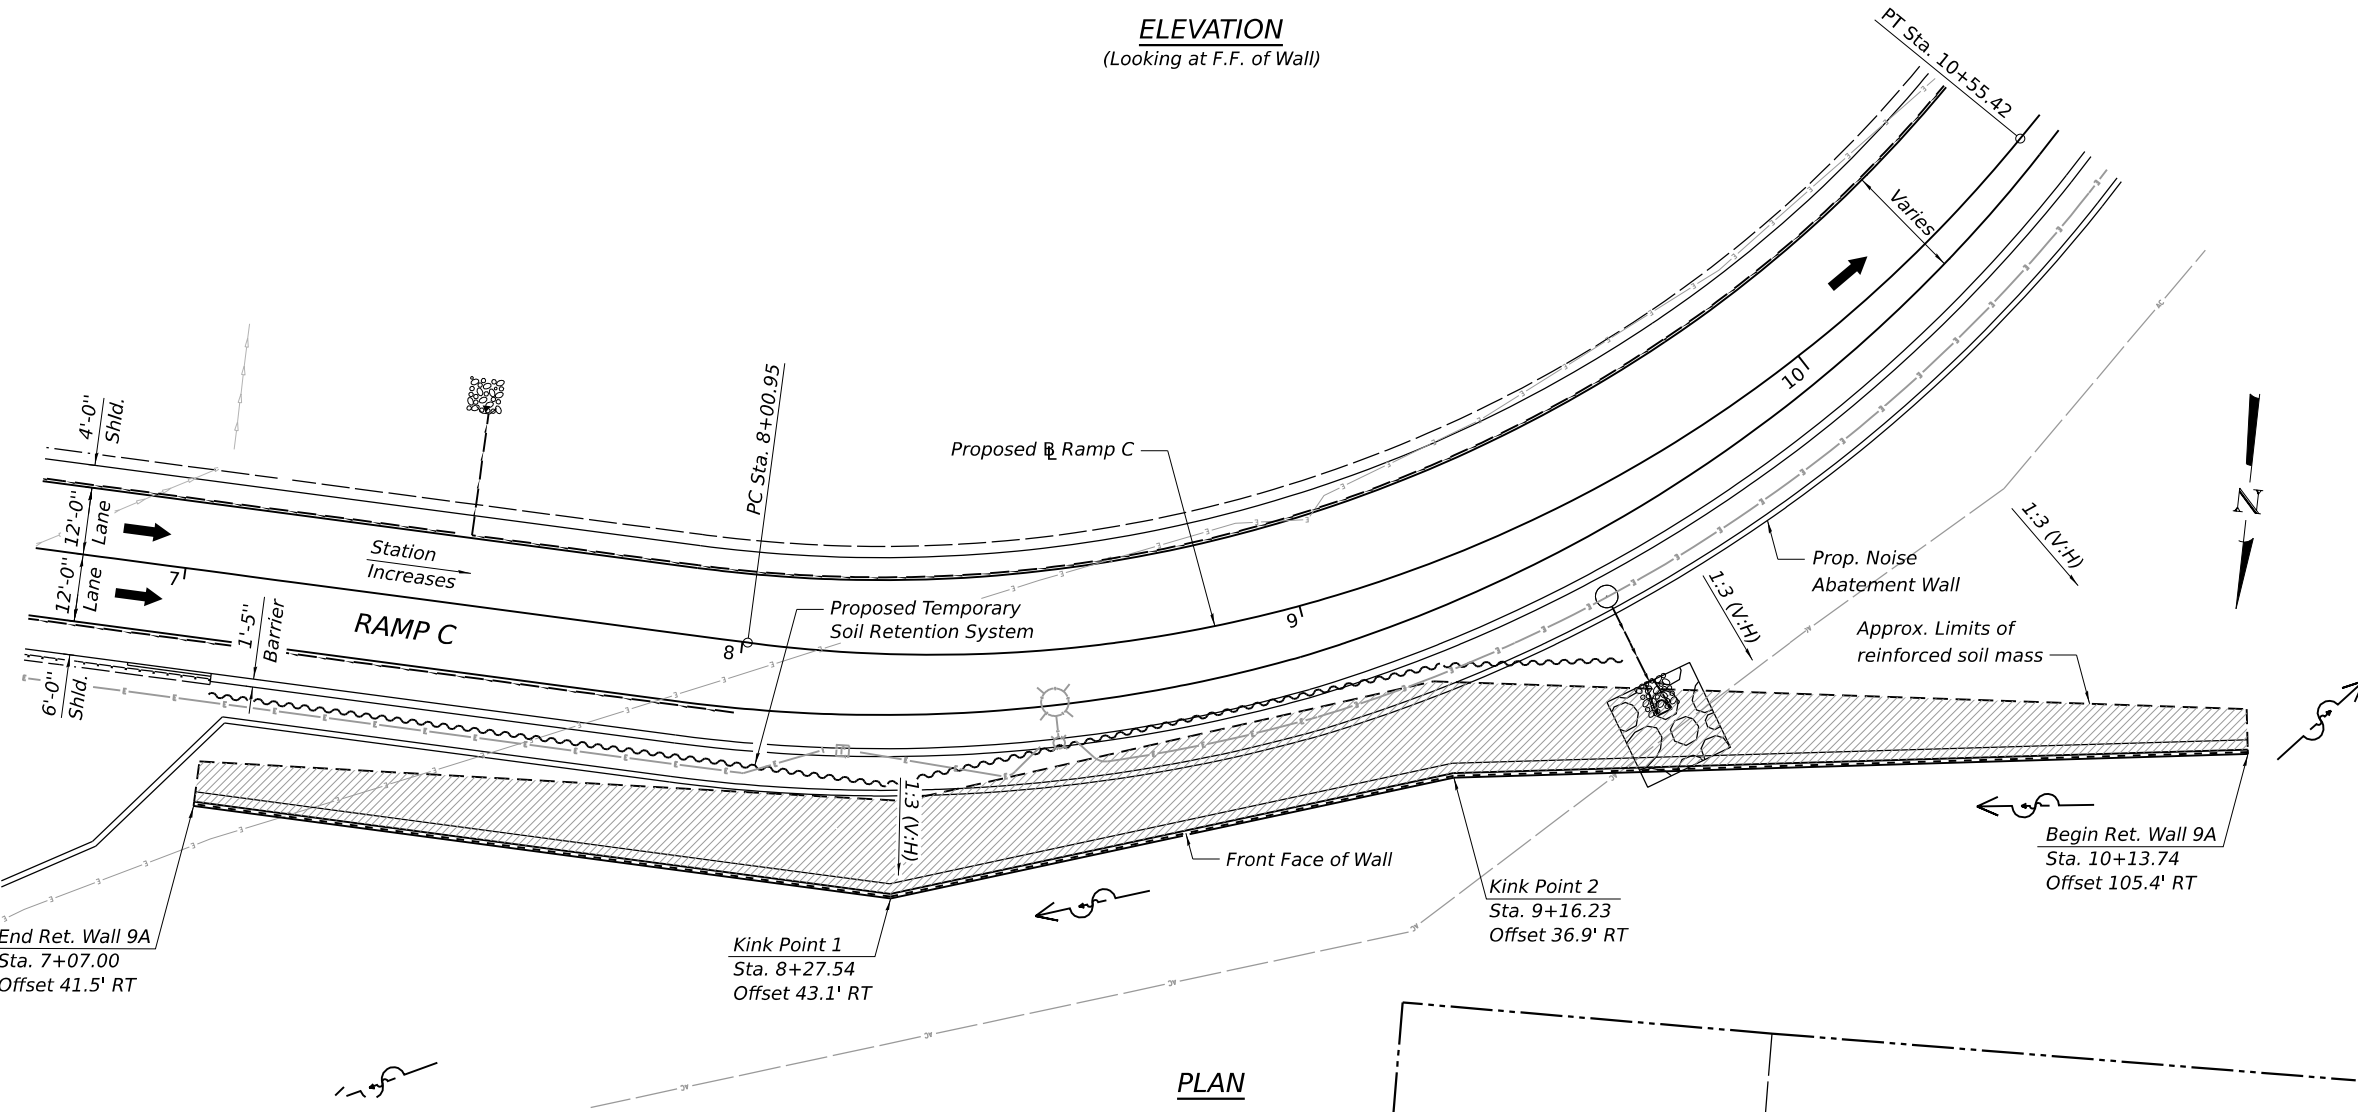 ELEVATION
(Looking at F.F. of Wall)
PT Sta. 10+55.42
Varies
10
4'-0"
Shld.
PC Sta. 8+00.95
Proposed ⅊ Ramp C
12'-0"
Lane
Station
Increases
7
12'-0"
Lane
1'-5"
Barrier
RAMP C
8
9
Proposed Temporary
Soil Retention System
6'-0"
Shld.
N
1:3 (V:H)
1:3 (V:H)
Prop. Noise
Abatement Wall
Approx. Limits of
reinforced soil mass
1:3 (V:H)
Front Face of Wall
Begin Ret. Wall 9A
Sta. 10+13.74
Offset 105.4' RT
Kink Point 2
Sta. 9+16.23
Offset 36.9' RT
End Ret. Wall 9A
Sta. 7+07.00
Offset 41.5' RT
Kink Point 1
Sta. 8+27.54
Offset 43.1' RT
PLAN